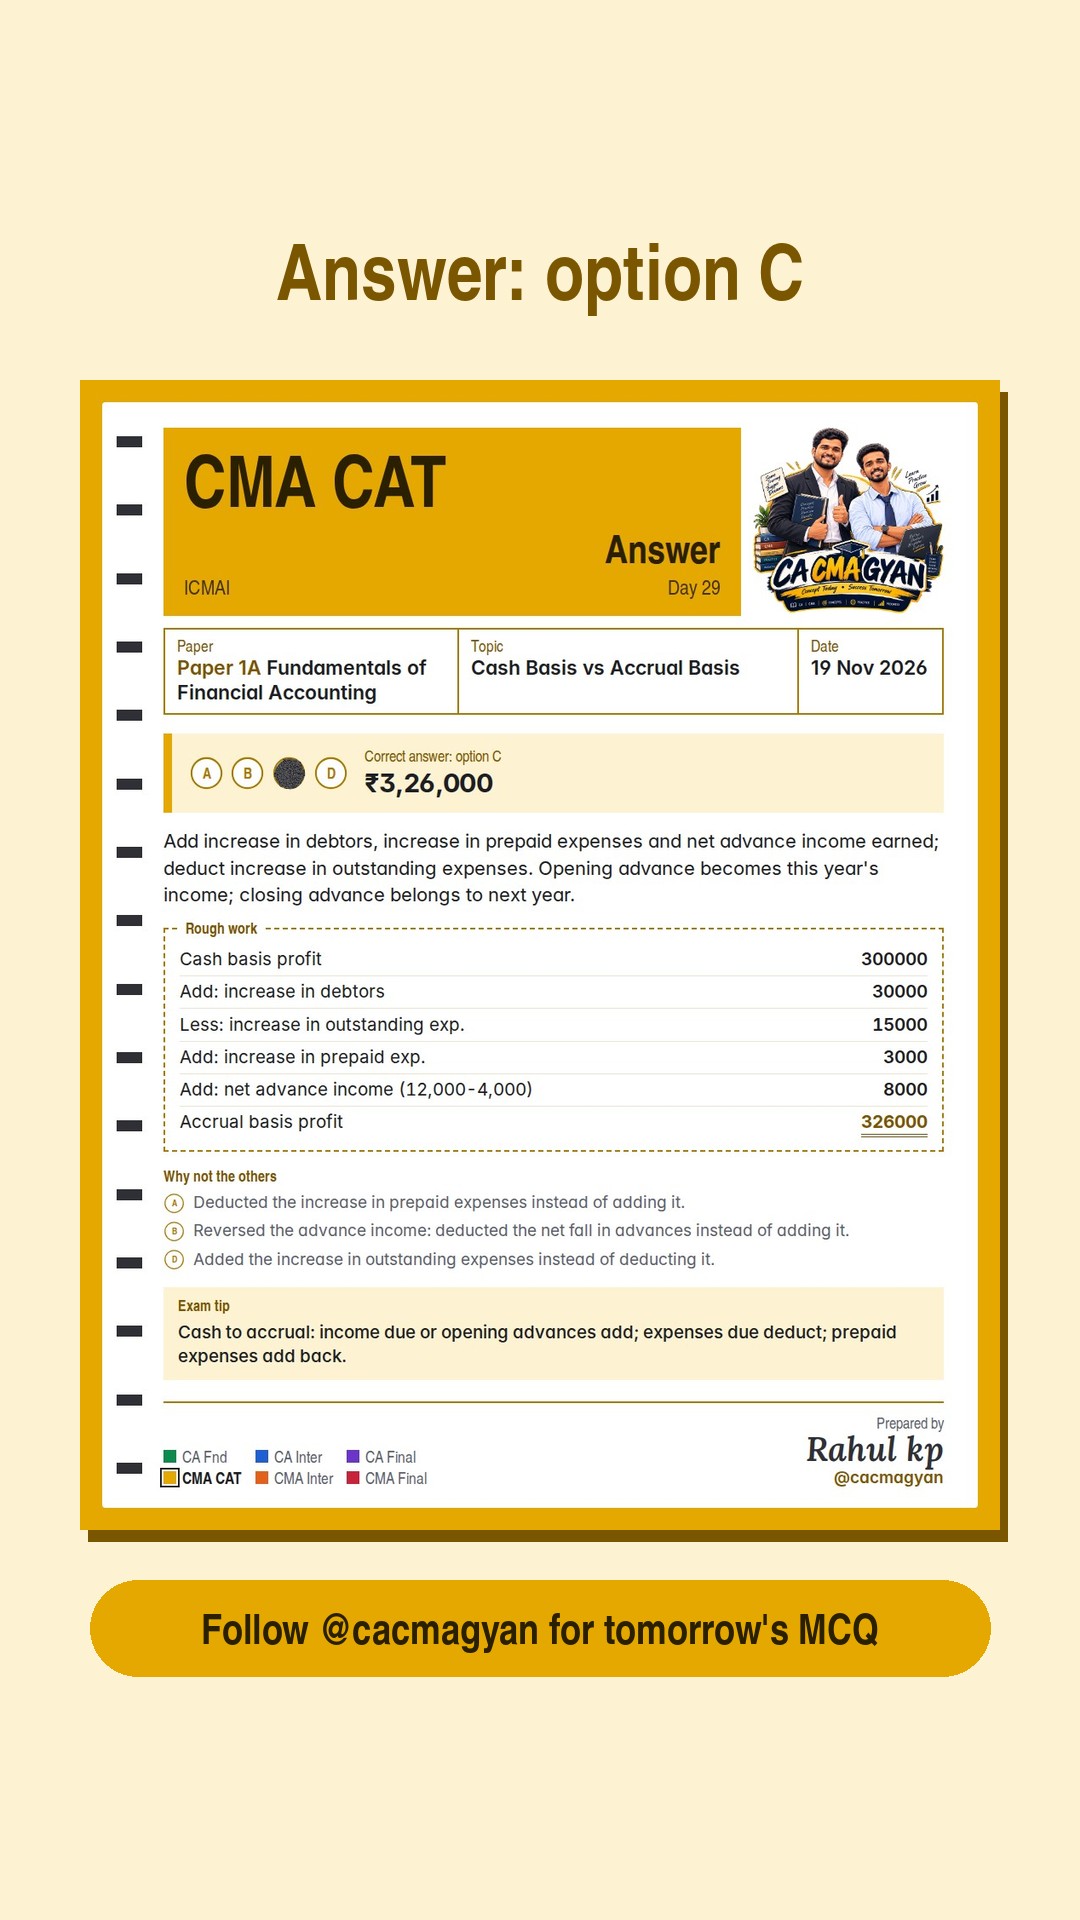 Answer: option C
CMA CAT
Answer
ICMAI
Day 29
CA CMA GYAN
Concept Today • Success Tomorrow
Learn
Practice
Grow
Paper
Paper 1A Fundamentals of
Financial Accounting
Topic
Cash Basis vs Accrual Basis
Date
19 Nov 2026
A B D
Correct answer: option C
₹3,26,000
Add increase in debtors, increase in prepaid expenses and net advance income earned;
deduct increase in outstanding expenses. Opening advance becomes this year's
income; closing advance belongs to next year.
Rough work
Cash basis profit 300000
Add: increase in debtors 30000
Less: increase in outstanding exp. 15000
Add: increase in prepaid exp. 3000
Add: net advance income (12,000-4,000) 8000
Accrual basis profit 326000
Why not the others
A Deducted the increase in prepaid expenses instead of adding it.
B Reversed the advance income: deducted the net fall in advances instead of adding it.
D Added the increase in outstanding expenses instead of deducting it.
Exam tip
Cash to accrual: income due or opening advances add; expenses due deduct; prepaid
expenses add back.
CA Fnd CA Inter CA Final
CMA CAT CMA Inter CMA Final
Prepared by
Rahul kp
@cacmagyan
Follow @cacmagyan for tomorrow's MCQ